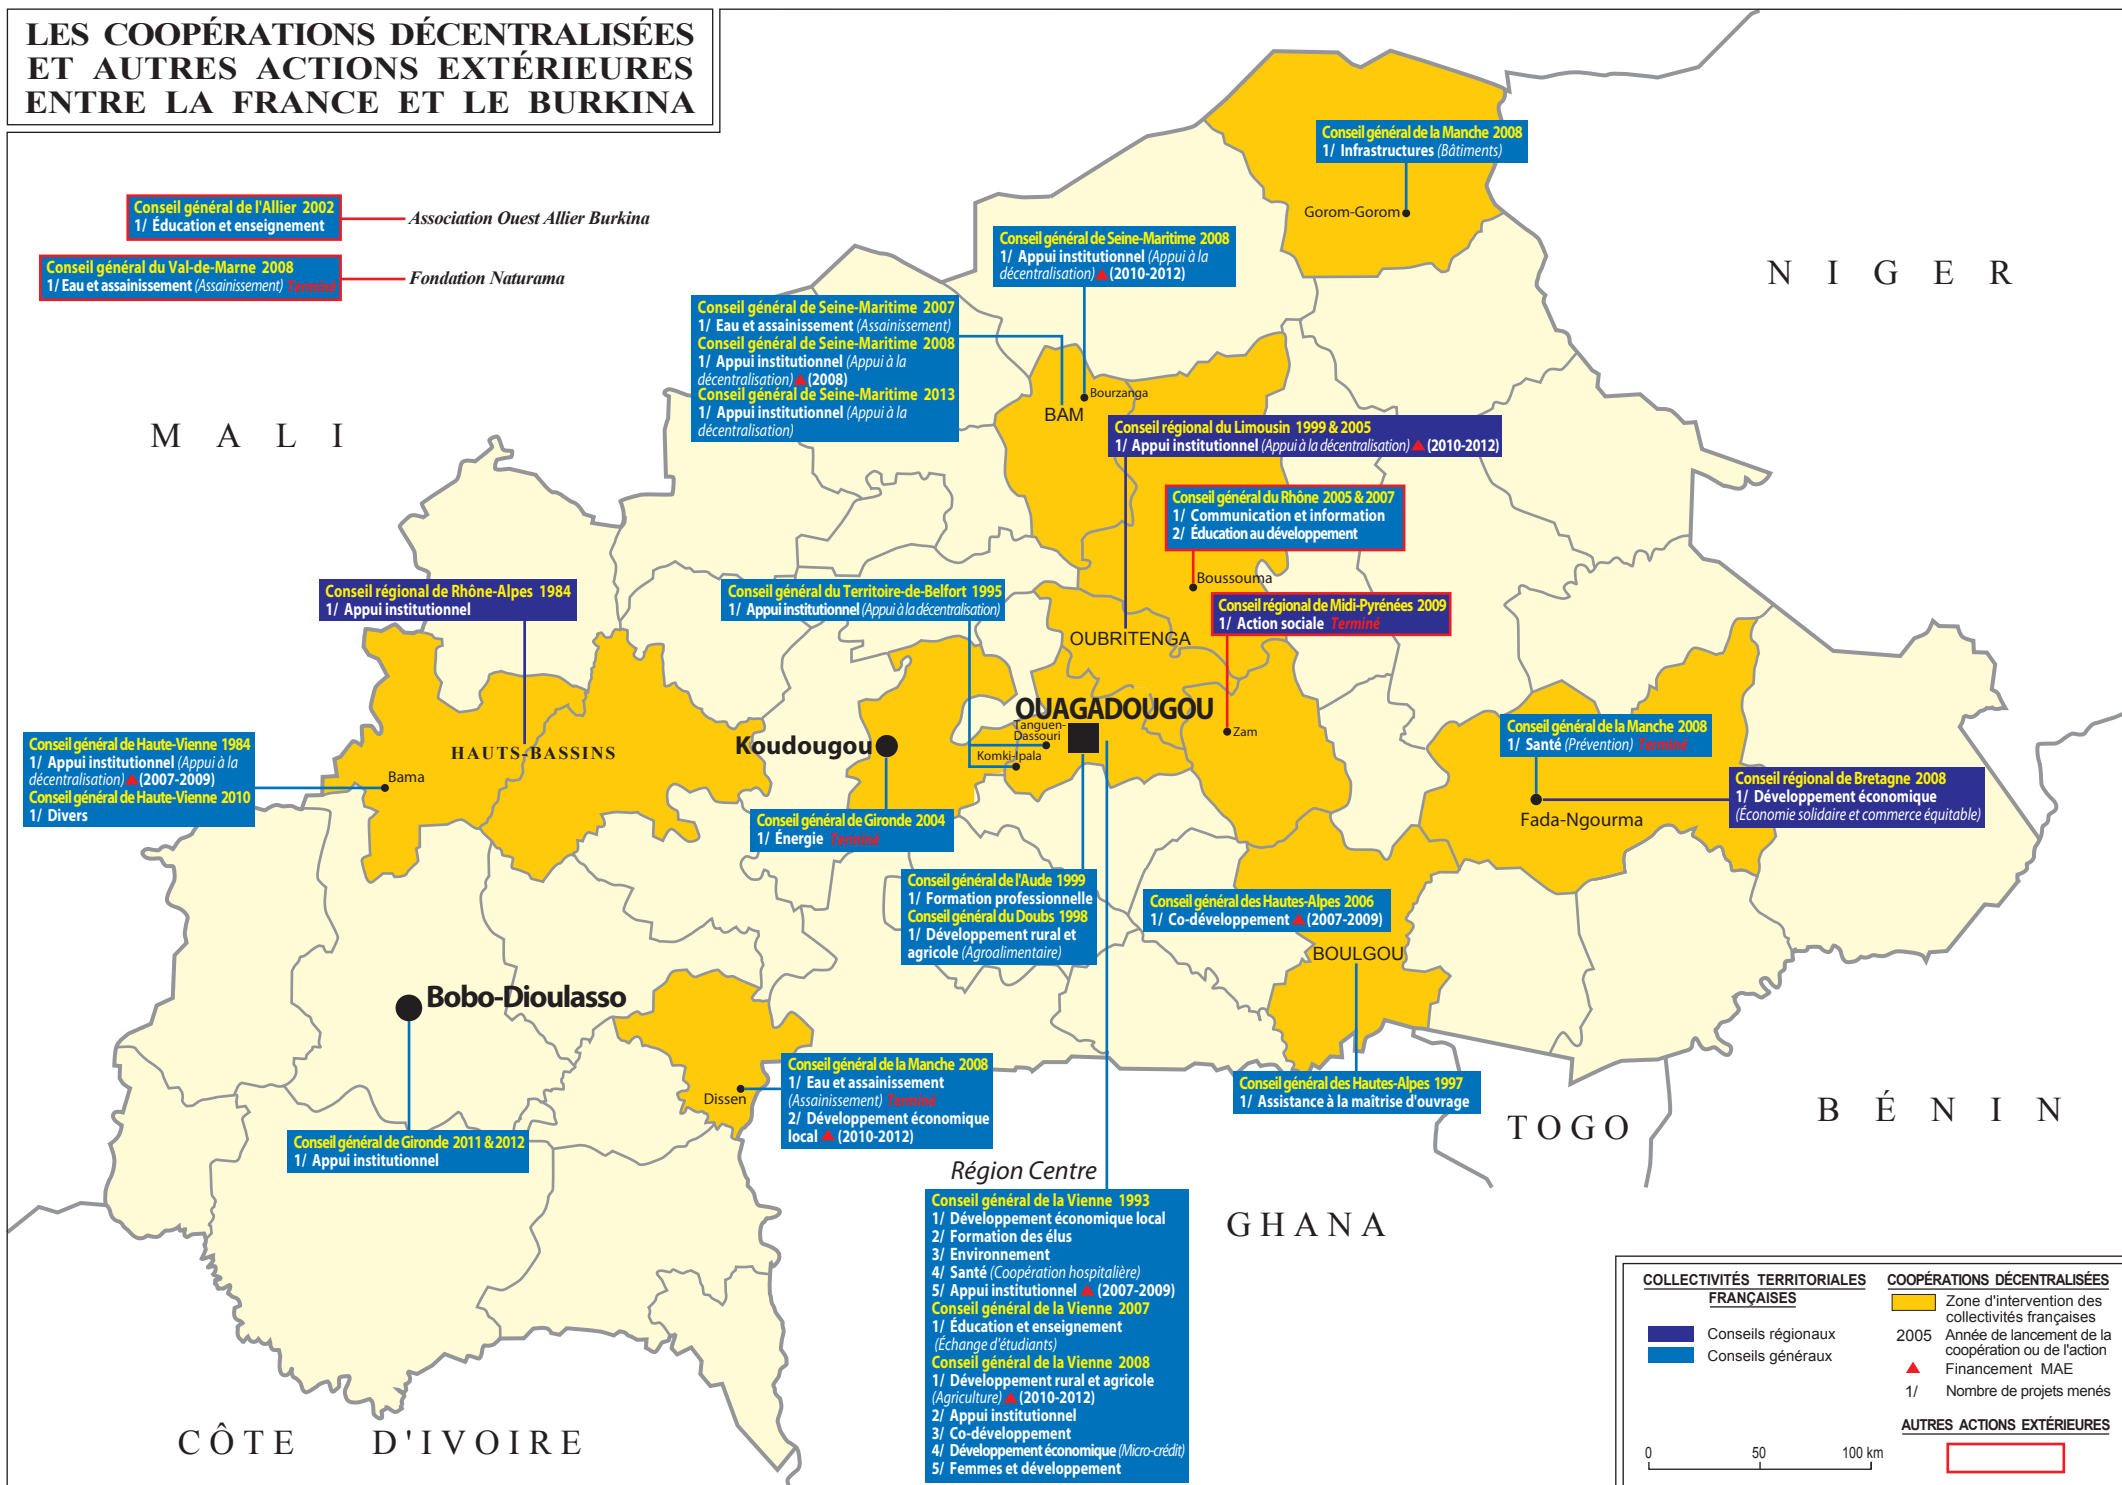 LES COOPÉRATIONS DÉCENTRALISÉES
ET AUTRES ACTIONS EXTÉRIEURES
ENTRE LA FRANCE ET LE BURKINA
Conseil général de l'Allier 2002
1/ Éducation et enseignement
Association Ouest Allier Burkina
Conseil général du Val-de-Marne 2008
1/ Eau et assainissement (Assainissement) Terminé
Fondation Naturama
Conseil général de la Manche 2008
1/ Infrastructures (Bâtiments)
Gorom-Gorom
NIGER
Conseil général de Seine-Maritime 2008
1/ Appui institutionnel (Appui à la
décentralisation) ▲ (2010-2012)
Conseil général de Seine-Maritime 2007
1/ Eau et assainissement (Assainissement)
Conseil général de Seine-Maritime 2008
1/ Appui institutionnel (Appui à la
décentralisation) ▲ (2008)
Conseil général de Seine-Maritime 2013
1/ Appui institutionnel (Appui à la
décentralisation)
Bourzanga
BAM
MALI
Conseil régional du Limousin 1999 & 2005
1/ Appui institutionnel (Appui à la décentralisation) ▲ (2010-2012)
Conseil général du Rhône 2005 & 2007
1/ Communication et information
2/ Éducation au développement
Boussouma
Conseil régional de Rhône-Alpes 1984
1/ Appui institutionnel
Conseil général du Territoire-de-Belfort 1995
1/ Appui institutionnel (Appui à la décentralisation)
Conseil régional de Midi-Pyrénées 2009
1/ Action sociale Terminé
OUBRITENGA
OUAGADOUGOU
Tanguen-
Dassouri
Komki-Ipala
Zam
Koudougou
HAUTS-BASSINS
Bama
Conseil général de Haute-Vienne 1984
1/ Appui institutionnel (Appui à la
décentralisation) ▲ (2007-2009)
Conseil général de Haute-Vienne 2010
1/ Divers
Conseil général de la Manche 2008
1/ Santé (Prévention) Terminé
Conseil régional de Bretagne 2008
1/ Développement économique
(Économie solidaire et commerce équitable)
Fada-Ngourma
Conseil général de Gironde 2004
1/ Énergie Terminé
Conseil général de l'Aude 1999
1/ Formation professionnelle
Conseil général du Doubs 1998
1/ Développement rural et
agricole (Agroalimentaire)
Conseil général des Hautes-Alpes 2006
1/ Co-développement ▲ (2007-2009)
BOULGOU
Bobo-Dioulasso
Conseil général de la Manche 2008
1/ Eau et assainissement
(Assainissement) Terminé
2/ Développement économique
local ▲ (2010-2012)
Dissen
Conseil général des Hautes-Alpes 1997
1/ Assistance à la maîtrise d'ouvrage
Conseil général de Gironde 2011 & 2012
1/ Appui institutionnel
TOGO
BÉNIN
GHANA
Région Centre
Conseil général de la Vienne 1993
1/ Développement économique local
2/ Formation des élus
3/ Environnement
4/ Santé (Coopération hospitalière)
5/ Appui institutionnel ▲ (2007-2009)
Conseil général de la Vienne 2007
1/ Éducation et enseignement
(Échange d'étudiants)
Conseil général de la Vienne 2008
1/ Développement rural et agricole
(Agriculture) ▲ (2010-2012)
2/ Appui institutionnel
3/ Co-développement
4/ Développement économique (Micro-crédit)
5/ Femmes et développement
CÔTE D'IVOIRE
COLLECTIVITÉS TERRITORIALES
FRANÇAISES
Conseils régionaux
Conseils généraux
0 50 100 km
COOPÉRATIONS DÉCENTRALISÉES
Zone d'intervention des
collectivités françaises
2005 Année de lancement de la
coopération ou de l'action
▲ Financement MAE
1/ Nombre de projets menés
AUTRES ACTIONS EXTÉRIEURES